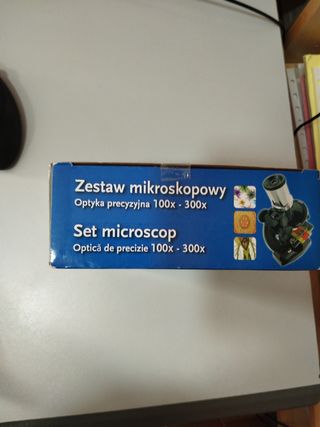 Zestaw mikroskopowy
Optyka precyzyjna 100x - 300x
Set microscop
Optică de precizie 100x - 300x